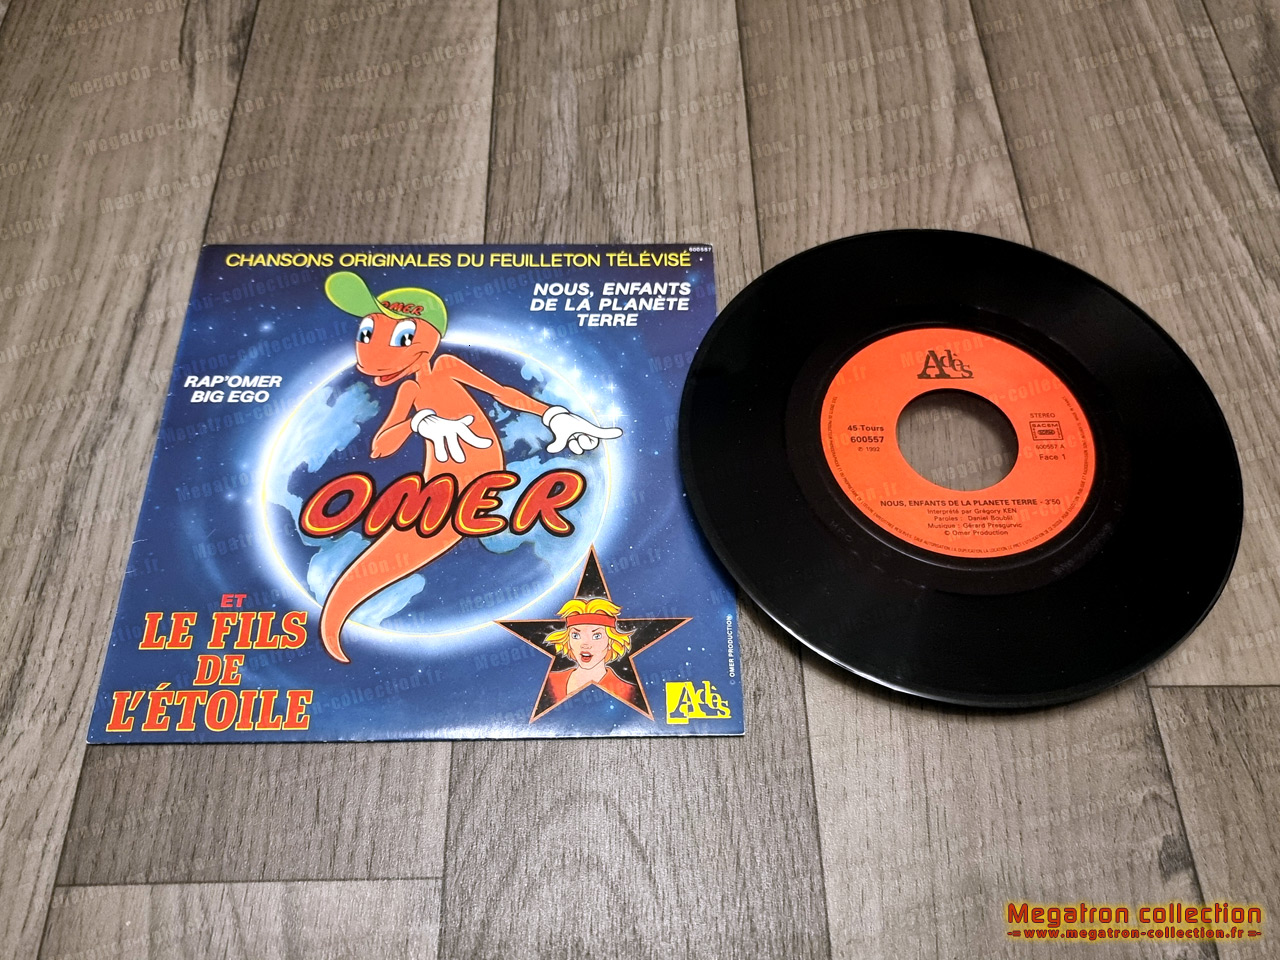 CHANSONS ORIGINALES DU FEUILLETON TÉLÉVISÉ
600557
NOUS, ENFANTS
DE LA PLANÈTE
TERRE
RAP'OMER
BIG EGO
OMER
OMER
ET
LE FILS
DE
L'ÉTOILE
© OMER PRODUCTION
Adès
Adès
45 Tours
600557
℗ 1992
STEREO
SACEM
600557 A
Face 1
NOUS, ENFANTS DE LA PLANETE TERRE - 3'50
Interprété par Grégory KEN
Paroles : Daniel Boublil
Musique : Gérard Presgurvic
© Omer Production
Megatron collection
www.megatron-collection.fr